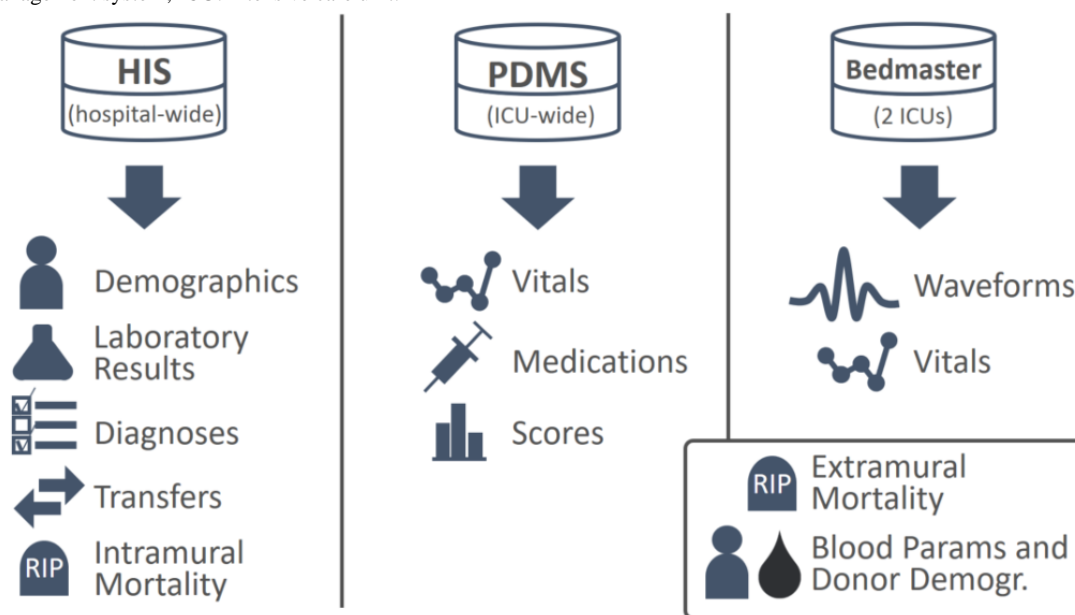 HIS
(hospital-wide)
Demographics
Laboratory
Results
Diagnoses
Transfers
RIP
Intramural
Mortality
PDMS
(ICU-wide)
Vitals
Medications
Scores
Bedmaster
(2 ICUs)
Waveforms
Vitals
RIP
Extramural
Mortality
Blood Params and
Donor Demogr.